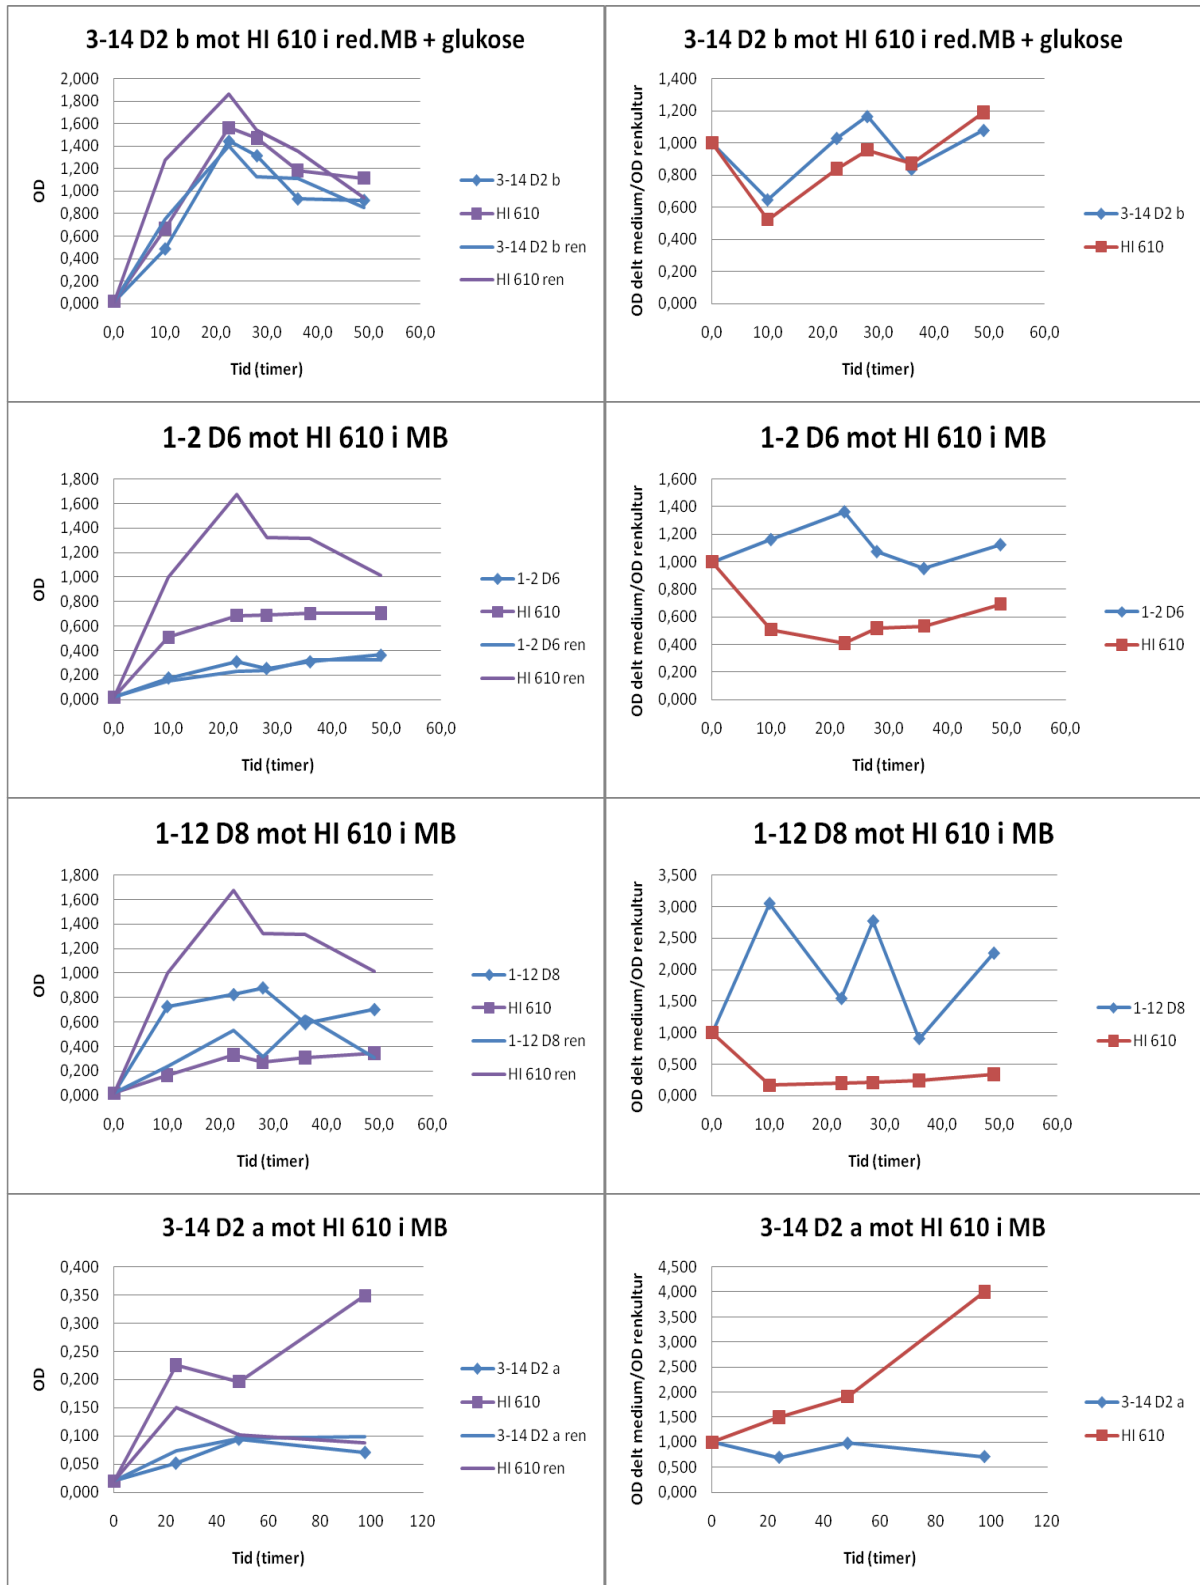 3-14 D2 b mot HI 610 i red.MB + glukose
2,000
1,800
1,600
1,400
1,200
1,000
0,800
0,600
0,400
0,200
0,000
OD
0,0 10,0 20,0 30,0 40,0 50,0 60,0
Tid (timer)
3-14 D2 b
HI 610
3-14 D2 b ren
HI 610 ren
3-14 D2 b mot HI 610 i red.MB + glukose
1,400
1,200
1,000
0,800
0,600
0,400
0,200
0,000
OD delt medium/OD renkultur
0,0 10,0 20,0 30,0 40,0 50,0 60,0
Tid (timer)
3-14 D2 b
HI 610
1-2 D6 mot HI 610 i MB
1,800
1,600
1,400
1,200
1,000
0,800
0,600
0,400
0,200
0,000
OD
0,0 10,0 20,0 30,0 40,0 50,0 60,0
Tid (timer)
1-2 D6
HI 610
1-2 D6 ren
HI 610 ren
1-2 D6 mot HI 610 i MB
1,600
1,400
1,200
1,000
0,800
0,600
0,400
0,200
0,000
OD delt medium/OD renkultur
0,0 10,0 20,0 30,0 40,0 50,0 60,0
Tid (timer)
1-2 D6
HI 610
1-12 D8 mot HI 610 i MB
1,800
1,600
1,400
1,200
1,000
0,800
0,600
0,400
0,200
0,000
OD
0,0 10,0 20,0 30,0 40,0 50,0 60,0
Tid (timer)
1-12 D8
HI 610
1-12 D8 ren
HI 610 ren
1-12 D8 mot HI 610 i MB
3,500
3,000
2,500
2,000
1,500
1,000
0,500
0,000
OD delt medium/OD renkultur
0,0 10,0 20,0 30,0 40,0 50,0 60,0
Tid (timer)
1-12 D8
HI 610
3-14 D2 a mot HI 610 i MB
0,400
0,350
0,300
0,250
0,200
0,150
0,100
0,050
0,000
OD
0 20 40 60 80 100 120
Tid (timer)
3-14 D2 a
HI 610
3-14 D2 a ren
HI 610 ren
3-14 D2 a mot HI 610 i MB
4,500
4,000
3,500
3,000
2,500
2,000
1,500
1,000
0,500
0,000
OD delt medium/OD renkultur
0 20 40 60 80 100 120
Tid (timer)
3-14 D2 a
HI 610